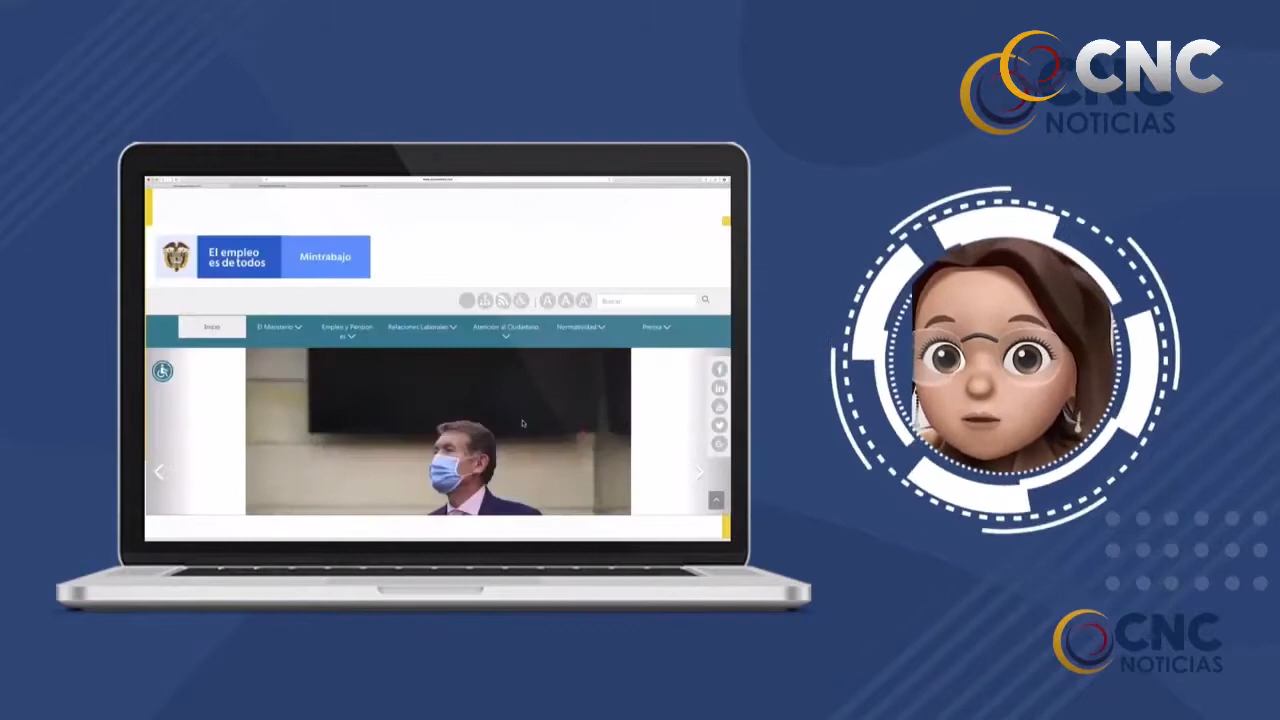 CNC
NOTICIAS
El empleo
es de todos
Mintrabajo
A A A
Buscar
Inicio
El Ministerio
Empleo y Pension
es
Relaciones Laborales
Atención al Ciudadano
Normatividad
Prensa
CNC
NOTICIAS